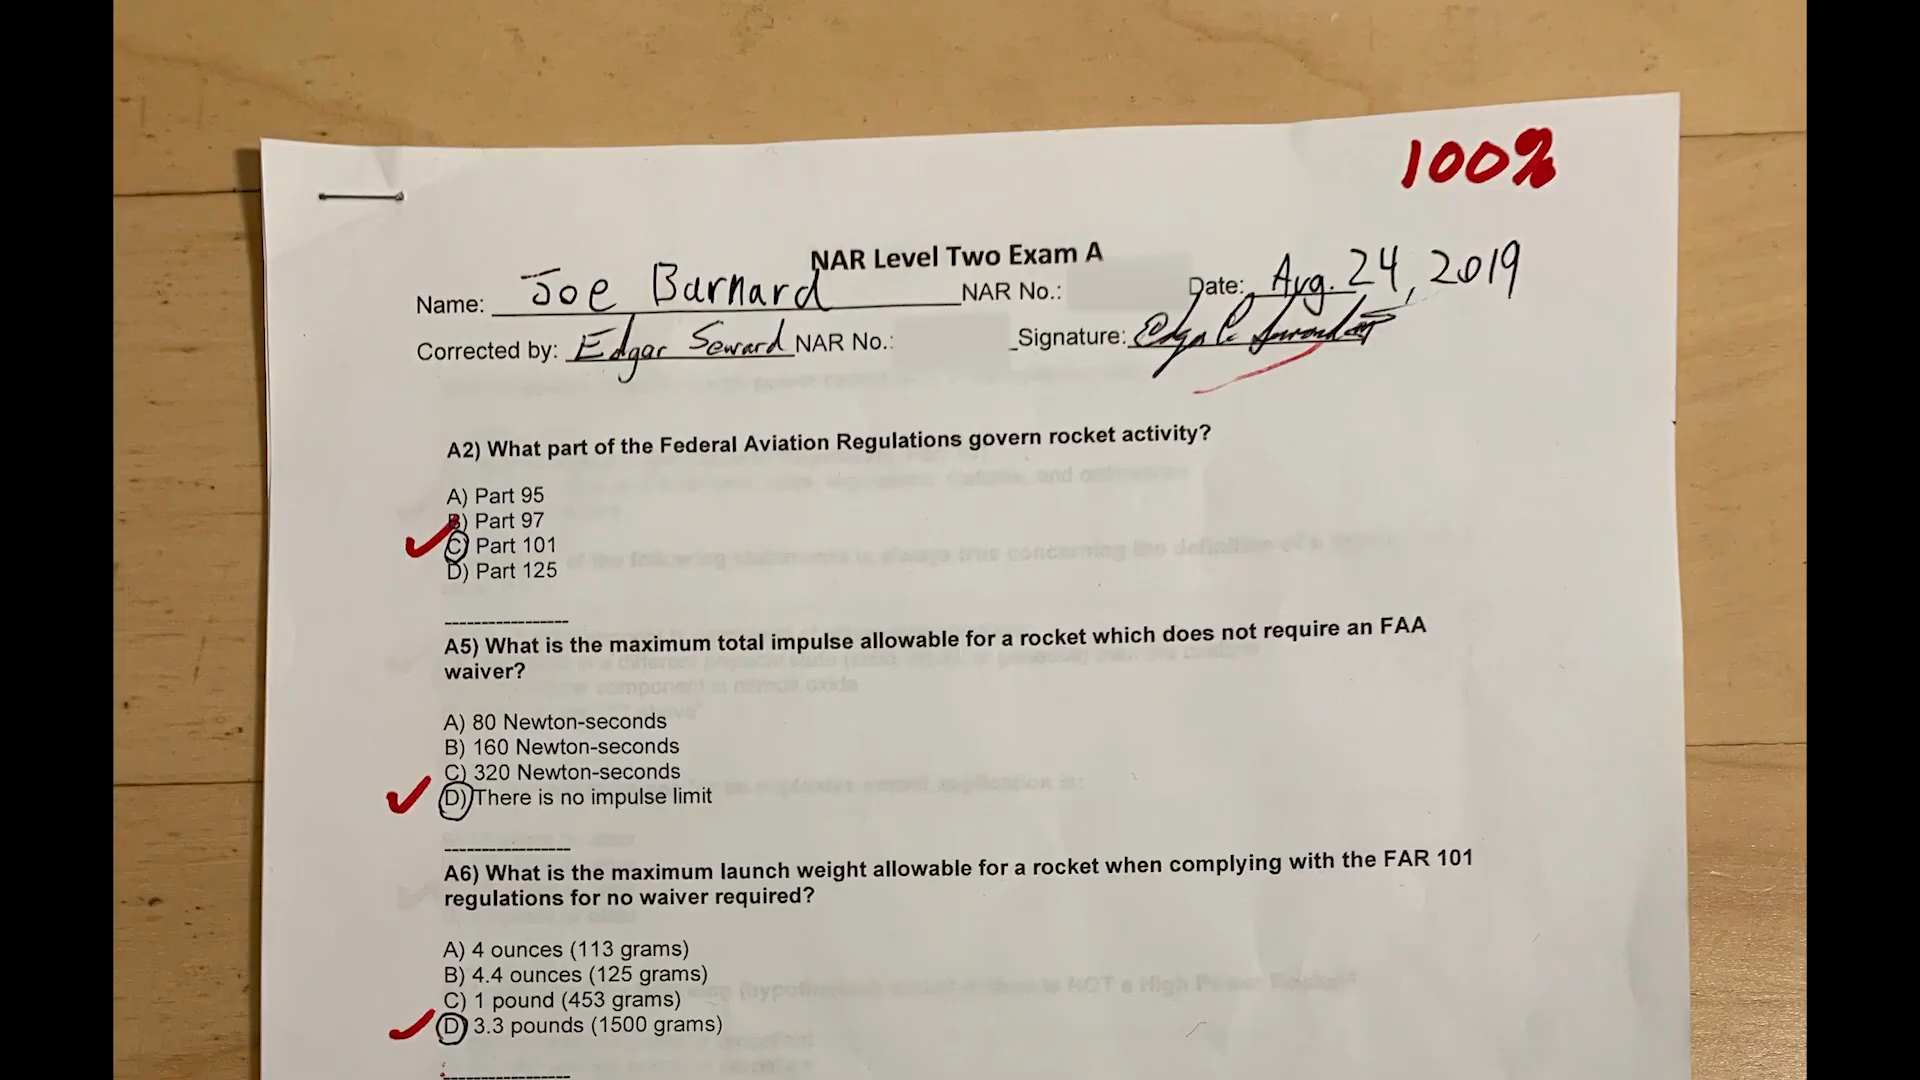 100%
NAR Level Two Exam A
Name: Joe Barnard NAR No.: Date: Aug. 24, 2019
Corrected by: Edgar Seward NAR No.: _Signature:
A2) What part of the Federal Aviation Regulations govern rocket activity?
A) Part 95
B) Part 97
C) Part 101
D) Part 125
-----------------
A5) What is the maximum total impulse allowable for a rocket which does not require an FAA
waiver?
A) 80 Newton-seconds
B) 160 Newton-seconds
C) 320 Newton-seconds
D) There is no impulse limit
-----------------
A6) What is the maximum launch weight allowable for a rocket when complying with the FAR 101
regulations for no waiver required?
A) 4 ounces (113 grams)
B) 4.4 ounces (125 grams)
C) 1 pound (453 grams)
D) 3.3 pounds (1500 grams)
-----------------